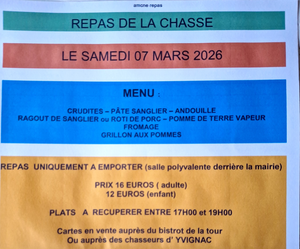 amorie repas
REPAS DE LA CHASSE
LE SAMEDI 07 MARS 2026
MENU :
CRUDITES – PÂTE SANGLIER – ANDOUILLE
RAGOUT DE SANGLIER ou ROTI DE PORC – POMME DE TERRE VAPEUR
FROMAGE
GRILLON AUX POMMES
REPAS UNIQUEMENT A EMPORTER (salle polyvalente derrière la mairie)
PRIX 16 EUROS ( adulte)
12 EUROS (enfant)
PLATS A RECUPERER ENTRE 17H00 et 19H00
Cartes en vente auprès du bistrot de la tour
Ou auprès des chasseurs d' YVIGNAC